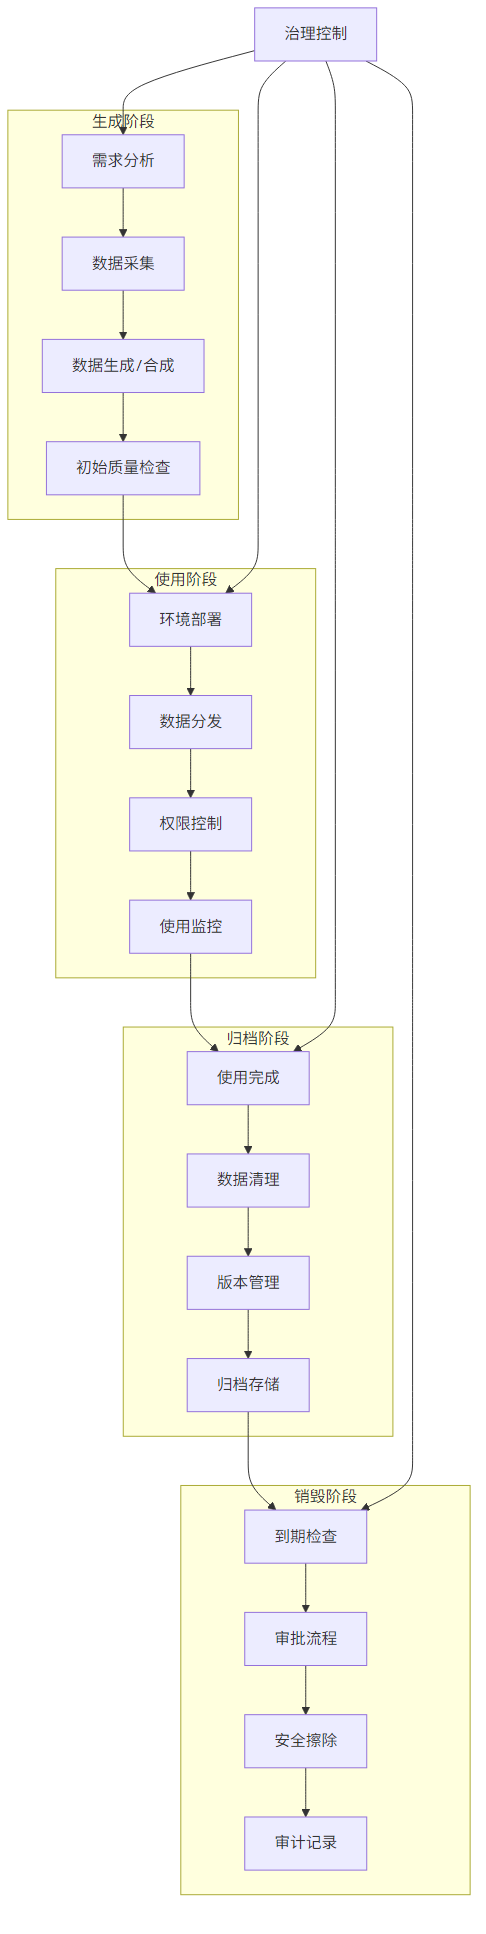 治理控制
生成阶段
需求分析
数据采集
数据生成/合成
初始质量检查
使用阶段
环境部署
数据分发
权限控制
使用监控
归档阶段
使用完成
数据清理
版本管理
归档存储
销毁阶段
到期检查
审批流程
安全擦除
审计记录